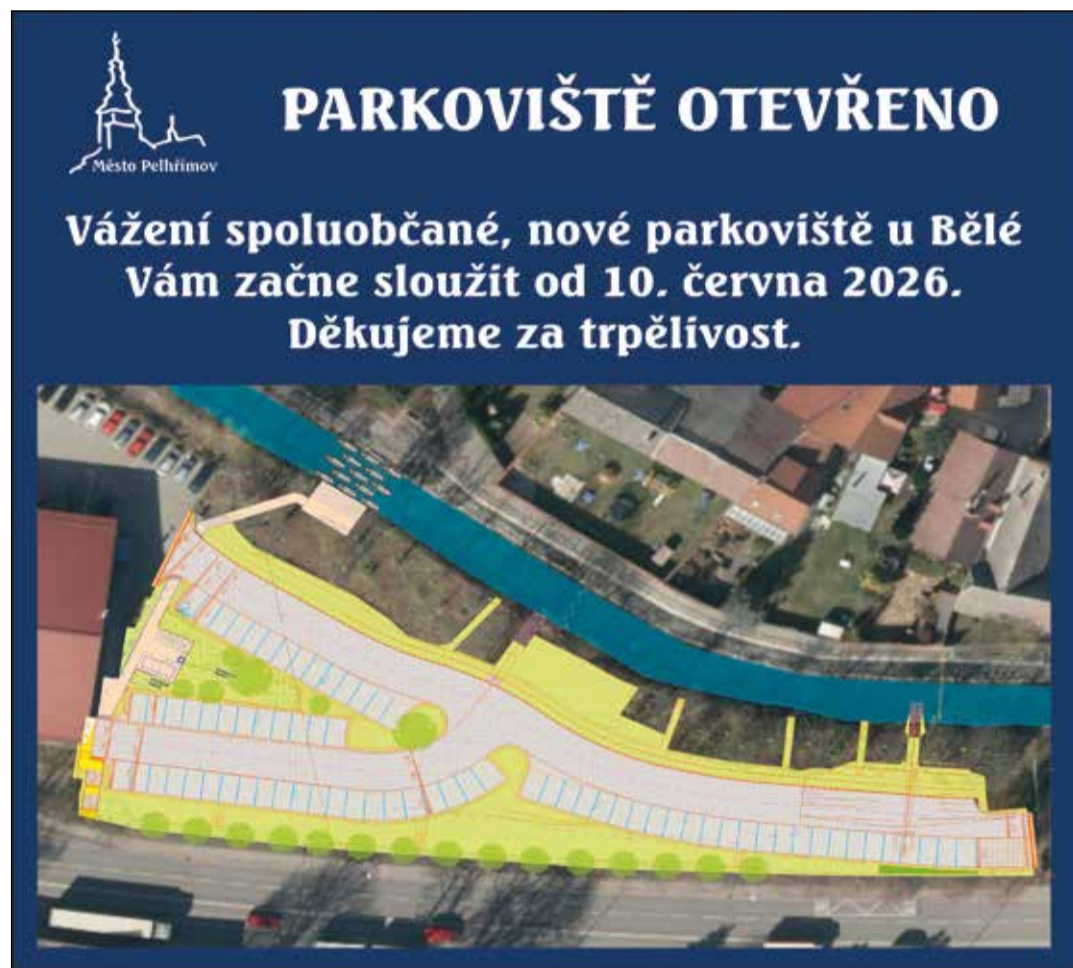 Město Pelhřimov
PARKOVIŠTĚ OTEVŘENO
Vážení spoluobčané, nové parkoviště u Bělé
Vám začne sloužit od 10. června 2026.
Děkujeme za trpělivost.